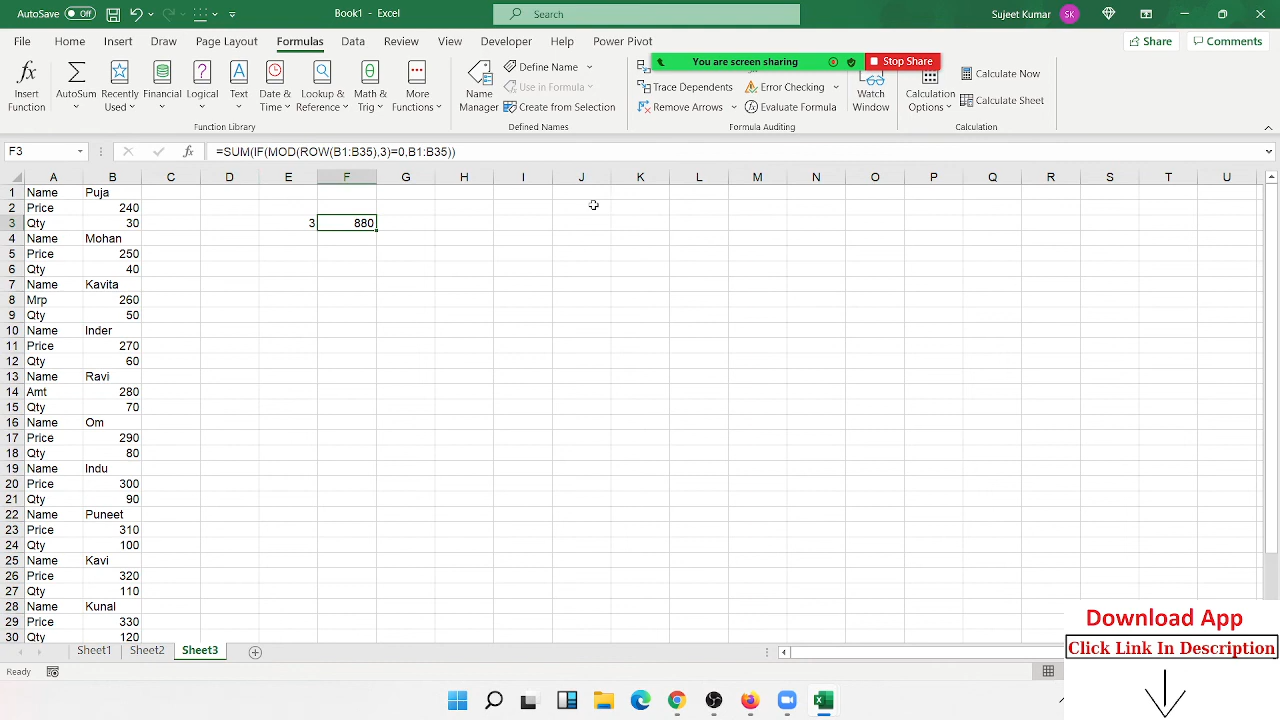 AutoSave Off Book1 - Excel Search Sujeet Kumar SK
File Home Insert Draw Page Layout Formulas Data Review View Developer Help Power Pivot Share Comments
You are screen sharing Stop Share
Insert Function
AutoSum
Recently Used
Financial
Logical
Text
Date & Time
Lookup & Reference
Math & Trig
More Functions
Function Library
Name Manager
Define Name
Use in Formula
Create from Selection
Defined Names
Trace Dependents
Remove Arrows
Error Checking
Evaluate Formula
Formula Auditing
Watch Window
Calculation Options
Calculate Now
Calculate Sheet
Calculation
F3 fx =SUM(IF(MOD(ROW(B1:B35),3)=0,B1:B35))
A B C D E F G H I J K L M N O P Q R S T U
1 Name Puja
2 Price 240
3 Qty 30 3 880
4 Name Mohan
5 Price 250
6 Qty 40
7 Name Kavita
8 Mrp 260
9 Qty 50
10 Name Inder
11 Price 270
12 Qty 60
13 Name Ravi
14 Amt 280
15 Qty 70
16 Name Om
17 Price 290
18 Qty 80
19 Name Indu
20 Price 300
21 Qty 90
22 Name Puneet
23 Price 310
24 Qty 100
25 Name Kavi
26 Price 320
27 Qty 110
28 Name Kunal
29 Price 330
30 Qty 120
Sheet1 Sheet2 Sheet3
Ready
Download App
Click Link In Description